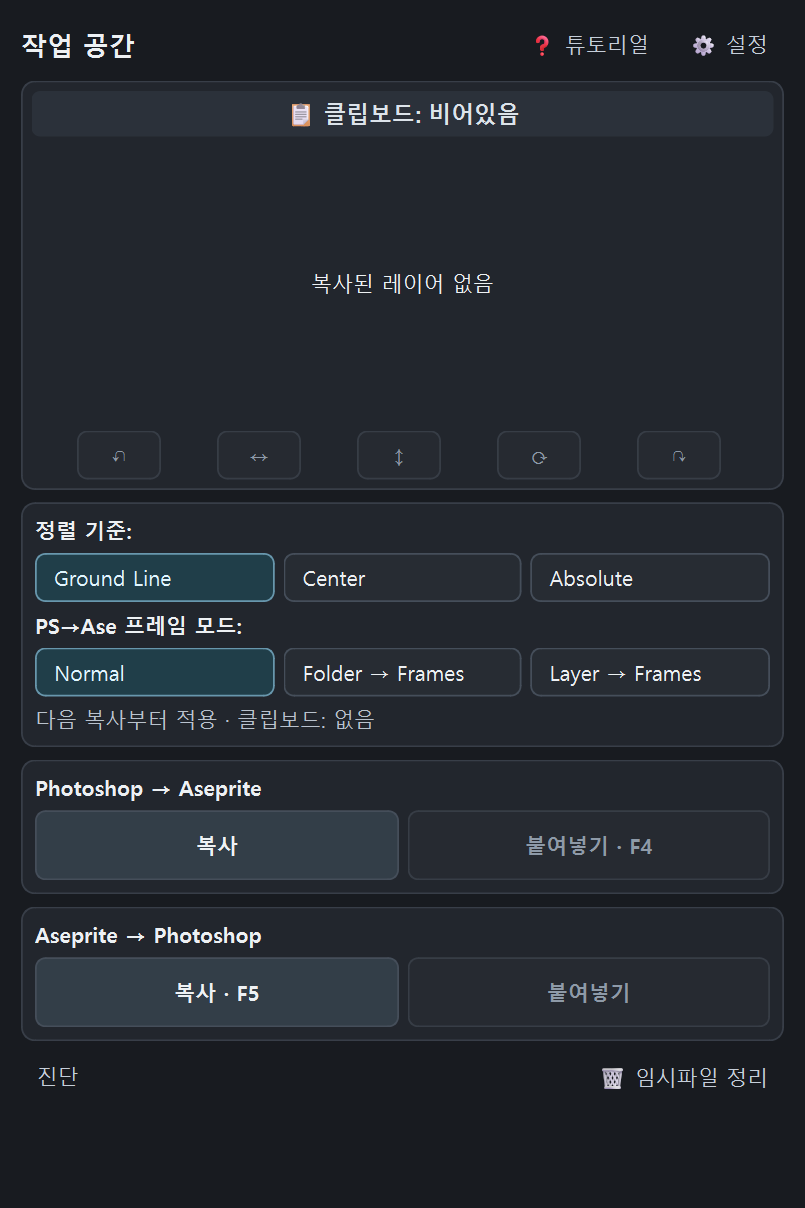 작업 공간 ❓ 튜토리얼 ⚙️ 설정
📋 클립보드: 비어있음
복사된 레이어 없음
정렬 기준:
Ground Line Center Absolute
PS→Ase 프레임 모드:
Normal Folder → Frames Layer → Frames
다음 복사부터 적용 · 클립보드: 없음
Photoshop → Aseprite
복사 붙여넣기 · F4
Aseprite → Photoshop
복사 · F5 붙여넣기
진단 🗑️ 임시파일 정리